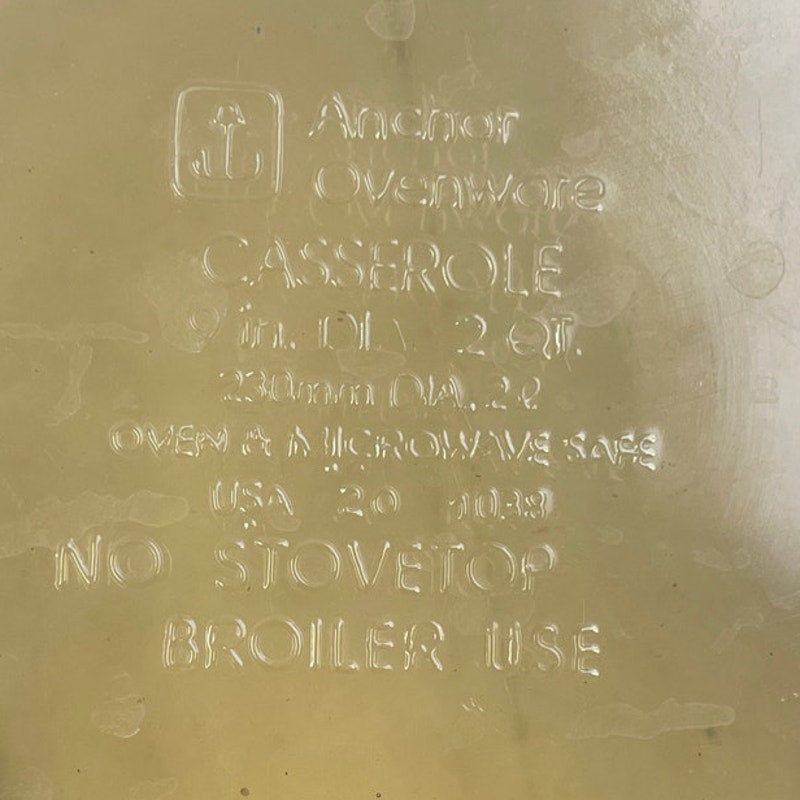 Anchor
Ovenware
CASSEROLE
9 in. DIA 2 QT.
230mm DIA. 2ℓ
OVEN & MICROWAVE SAFE
USA 20 1038
NO STOVETOP
BROILER USE